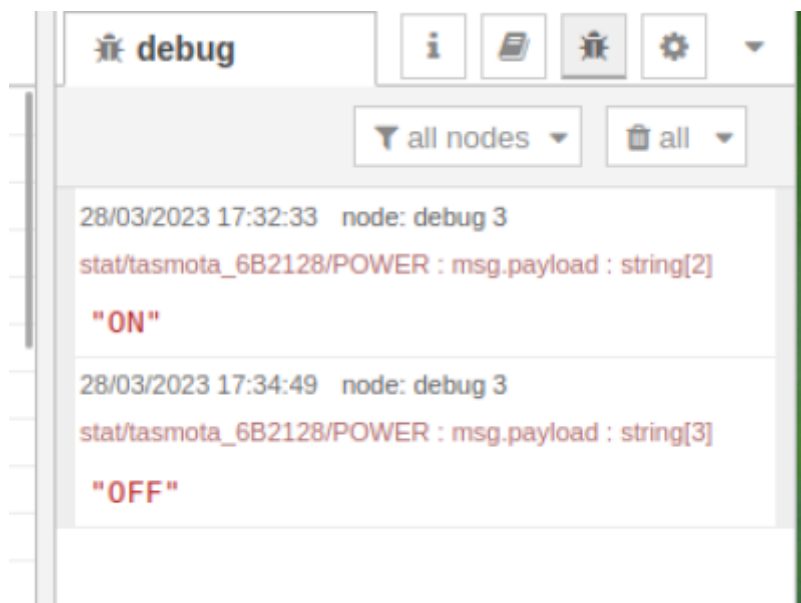 debug
all nodes
all
28/03/2023 17:32:33 node: debug 3
stat/tasmota_6B2128/POWER : msg.payload : string[2]
"ON"
28/03/2023 17:34:49 node: debug 3
stat/tasmota_6B2128/POWER : msg.payload : string[3]
"OFF"